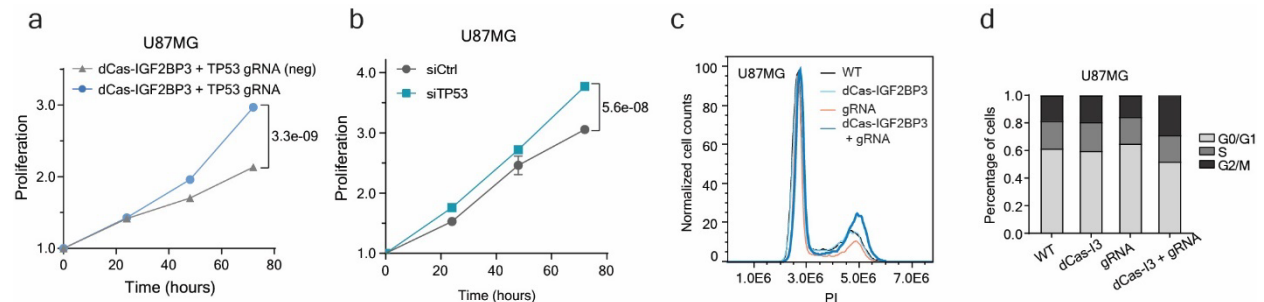 a
U87MG
dCas-IGF2BP3 + TP53 gRNA (neg)
dCas-IGF2BP3 + TP53 gRNA
Proliferation
3.0
2.0
1.0
3.3e-09
0 20 40 60 80
Time (hours)
b
U87MG
siCtrl
siTP53
Proliferation
4.0
3.0
2.0
1.0
5.6e-08
0 20 40 60 80
Time (hours)
c
U87MG
WT
dCas-IGF2BP3
gRNA
dCas-IGF2BP3
+ gRNA
Normalized cell counts
100
80
60
40
20
0
1.0E6 3.0E6 5.0E6 7.0E6
PI
d
U87MG
Percentage of cells
1.0
0.8
0.6
0.4
0.2
0.0
G0/G1
S
G2/M
WT
dCas-I3
gRNA
dCas-I3 + gRNA